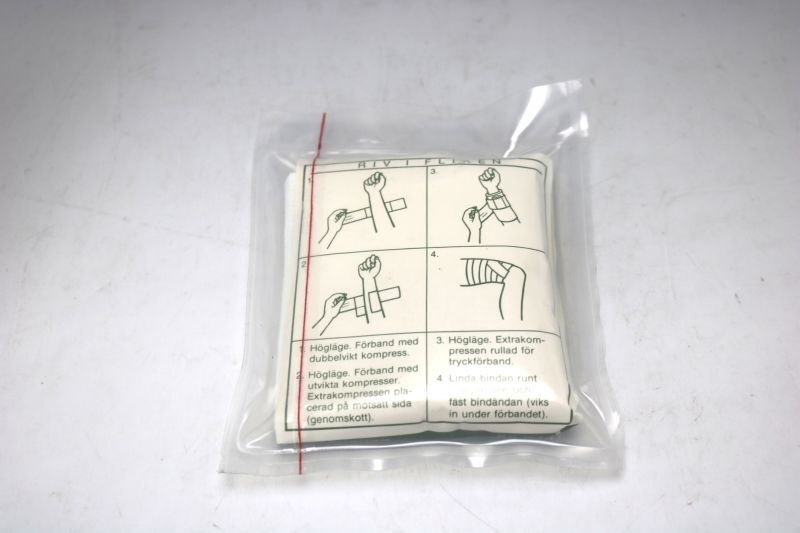 RIV I FLIKEN
1.
3.
2.
4.
1. Högläge. Förband med
dubbelvikt kompress.
2. Högläge. Förband med
utvikta kompresser.
Extrakompressen pla-
cerad på motsatt sida
(genomskott).
3. Högläge. Extrakom-
pressen rullad för
tryckförband.
4. Linda bindan runt
och
fäst bindändan (viks
in under förbandet).